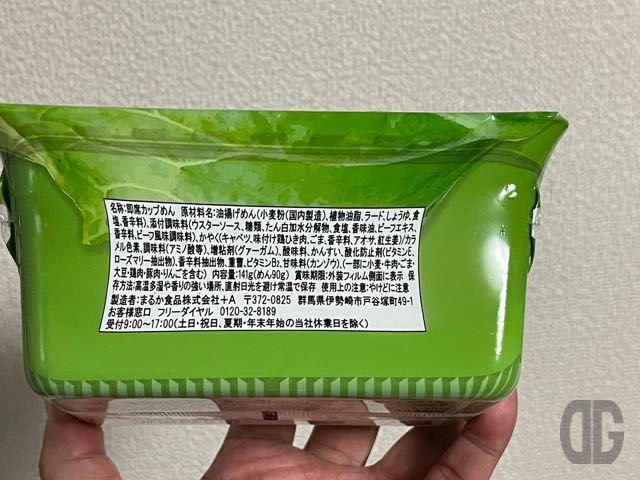 名称:即席カップめん 原材料名:油揚げめん(小麦粉(国内製造)、植物油脂、ラード、しょうゆ、食
塩、香辛料)、添付調味料(ウスターソース、糖類、たん白加水分解物、食塩、香味油、ビーフエキス、
香辛料、ビーフ風味調味料)、かやく(キャベツ、味付け鶏ひき肉、ごま、香辛料、アオサ、紅生姜)/カラ
メル色素、調味料(アミノ酸等)、増粘剤(グァーガム)、酸味料、かんすい、酸化防止剤(ビタミンE、
ローズマリー抽出物)、香辛料抽出物、重曹、ビタミンB2、甘味料(カンゾウ)、(一部に小麦・牛肉・ごま・
大豆・鶏肉・豚肉・りんごを含む) 内容量:141g(めん90g) 賞味期限:外装フィルム側面に表示 保
存方法:高温多湿や香りの強い場所、直射日光を避け常温で保存 使用上の注意:やけどに注意
製造者:まるか食品株式会社+A 〒372-0825 群馬県伊勢崎市戸谷塚町49-1
お客様窓口 フリーダイヤル 0120-32-8189
受付9:00~17:00(土日・祝日、夏期・年末年始の当社休業日を除く)
DG